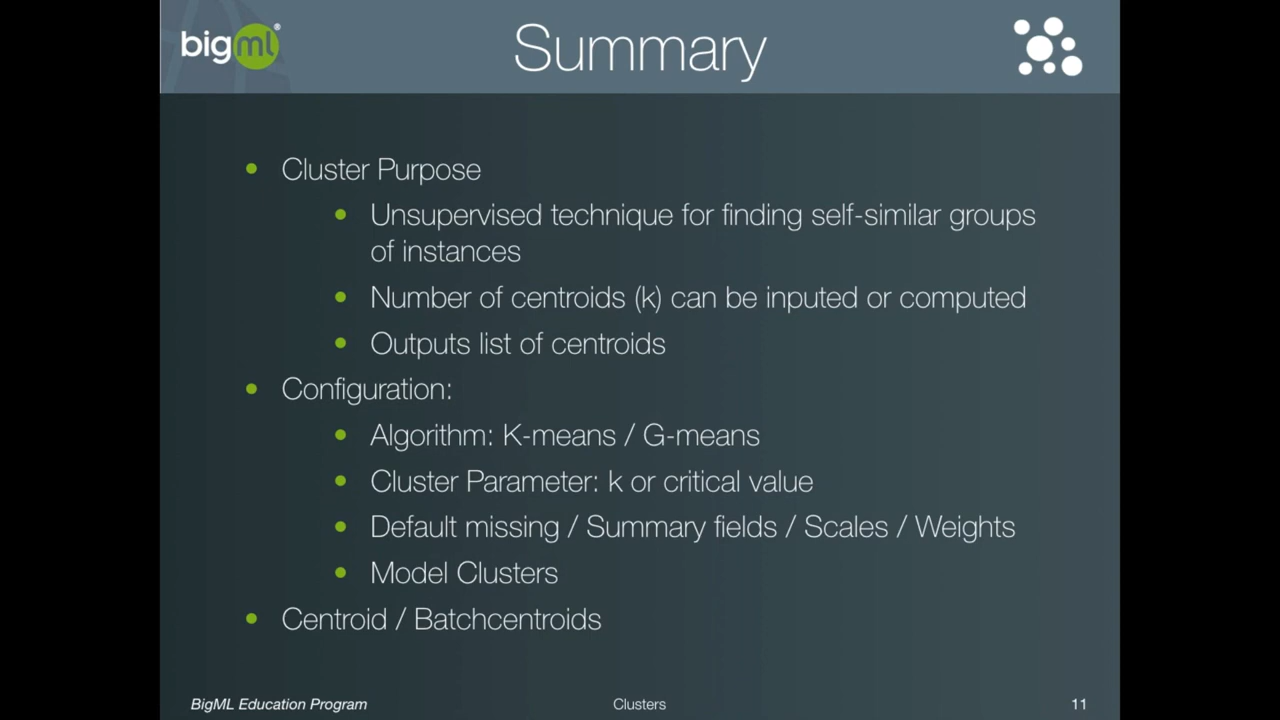 bigml®
Summary
• Cluster Purpose
• Unsupervised technique for finding self-similar groups
of instances
• Number of centroids (k) can be inputed or computed
• Outputs list of centroids
• Configuration:
• Algorithm: K-means / G-means
• Cluster Parameter: k or critical value
• Default missing / Summary fields / Scales / Weights
• Model Clusters
• Centroid / Batchcentroids
BigML Education Program
Clusters
11